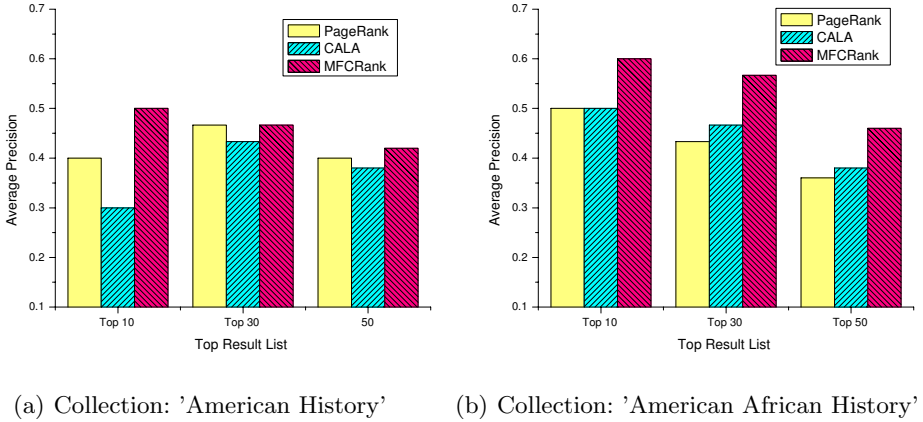 0.7
0.6
0.5
0.4
0.3
0.2
0.1
Average Precision
PageRank
CALA
MFCRank
Top 10
Top 30
50
Top Result List
(a) Collection: 'American History'
0.7
0.6
0.5
0.4
0.3
0.2
0.1
Average Precision
PageRank
CALA
MFCRank
Top 10
Top 30
Top 50
Top Result List
(b) Collection: 'American African History'